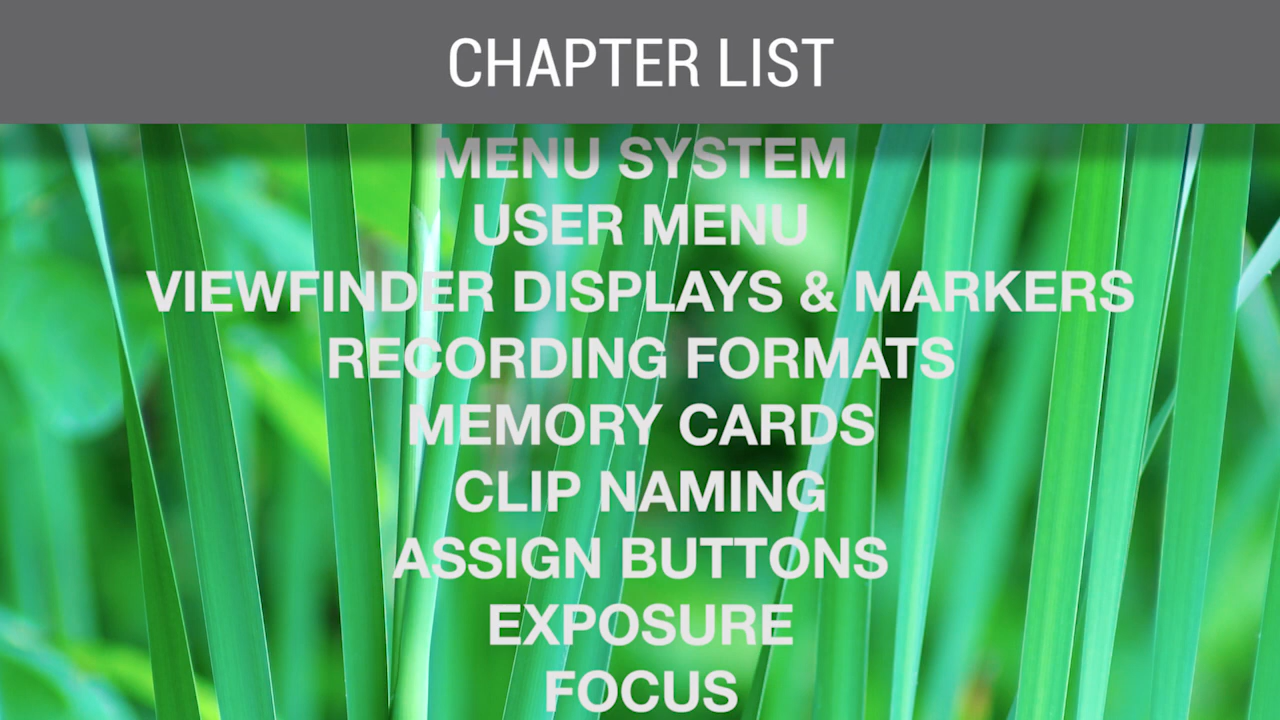 CHAPTER LIST
MENU SYSTEM
USER MENU
VIEWFINDER DISPLAYS & MARKERS
RECORDING FORMATS
MEMORY CARDS
CLIP NAMING
ASSIGN BUTTONS
EXPOSURE
FOCUS